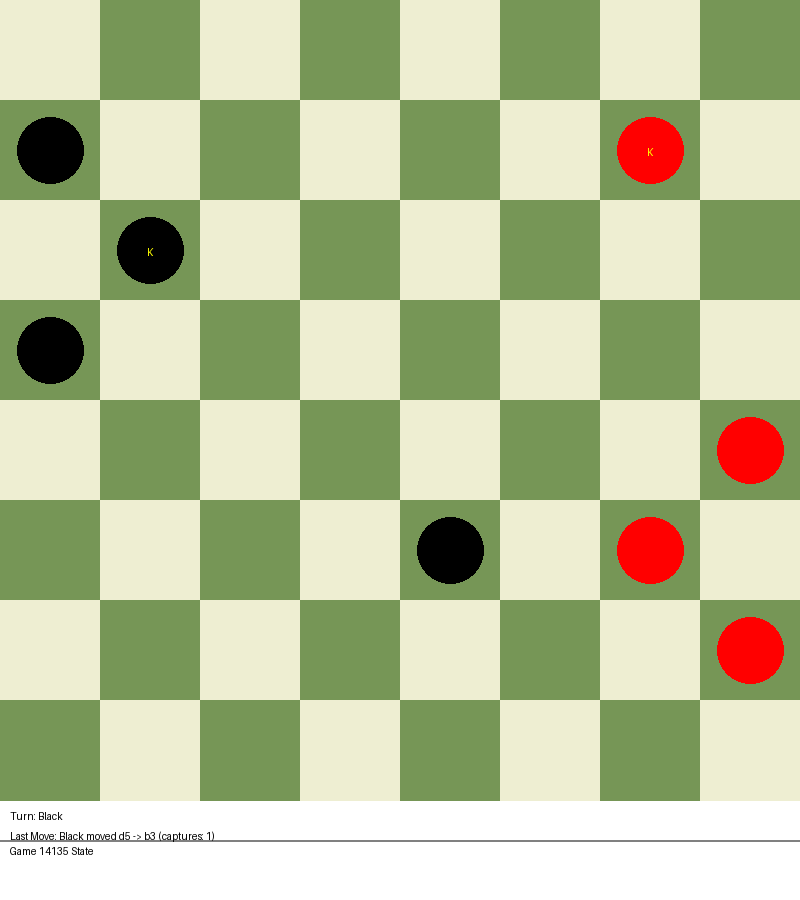 K
K
Turn: Black
Last Move: Black moved d5 -> b3 (captures: 1)
Game 14135 State